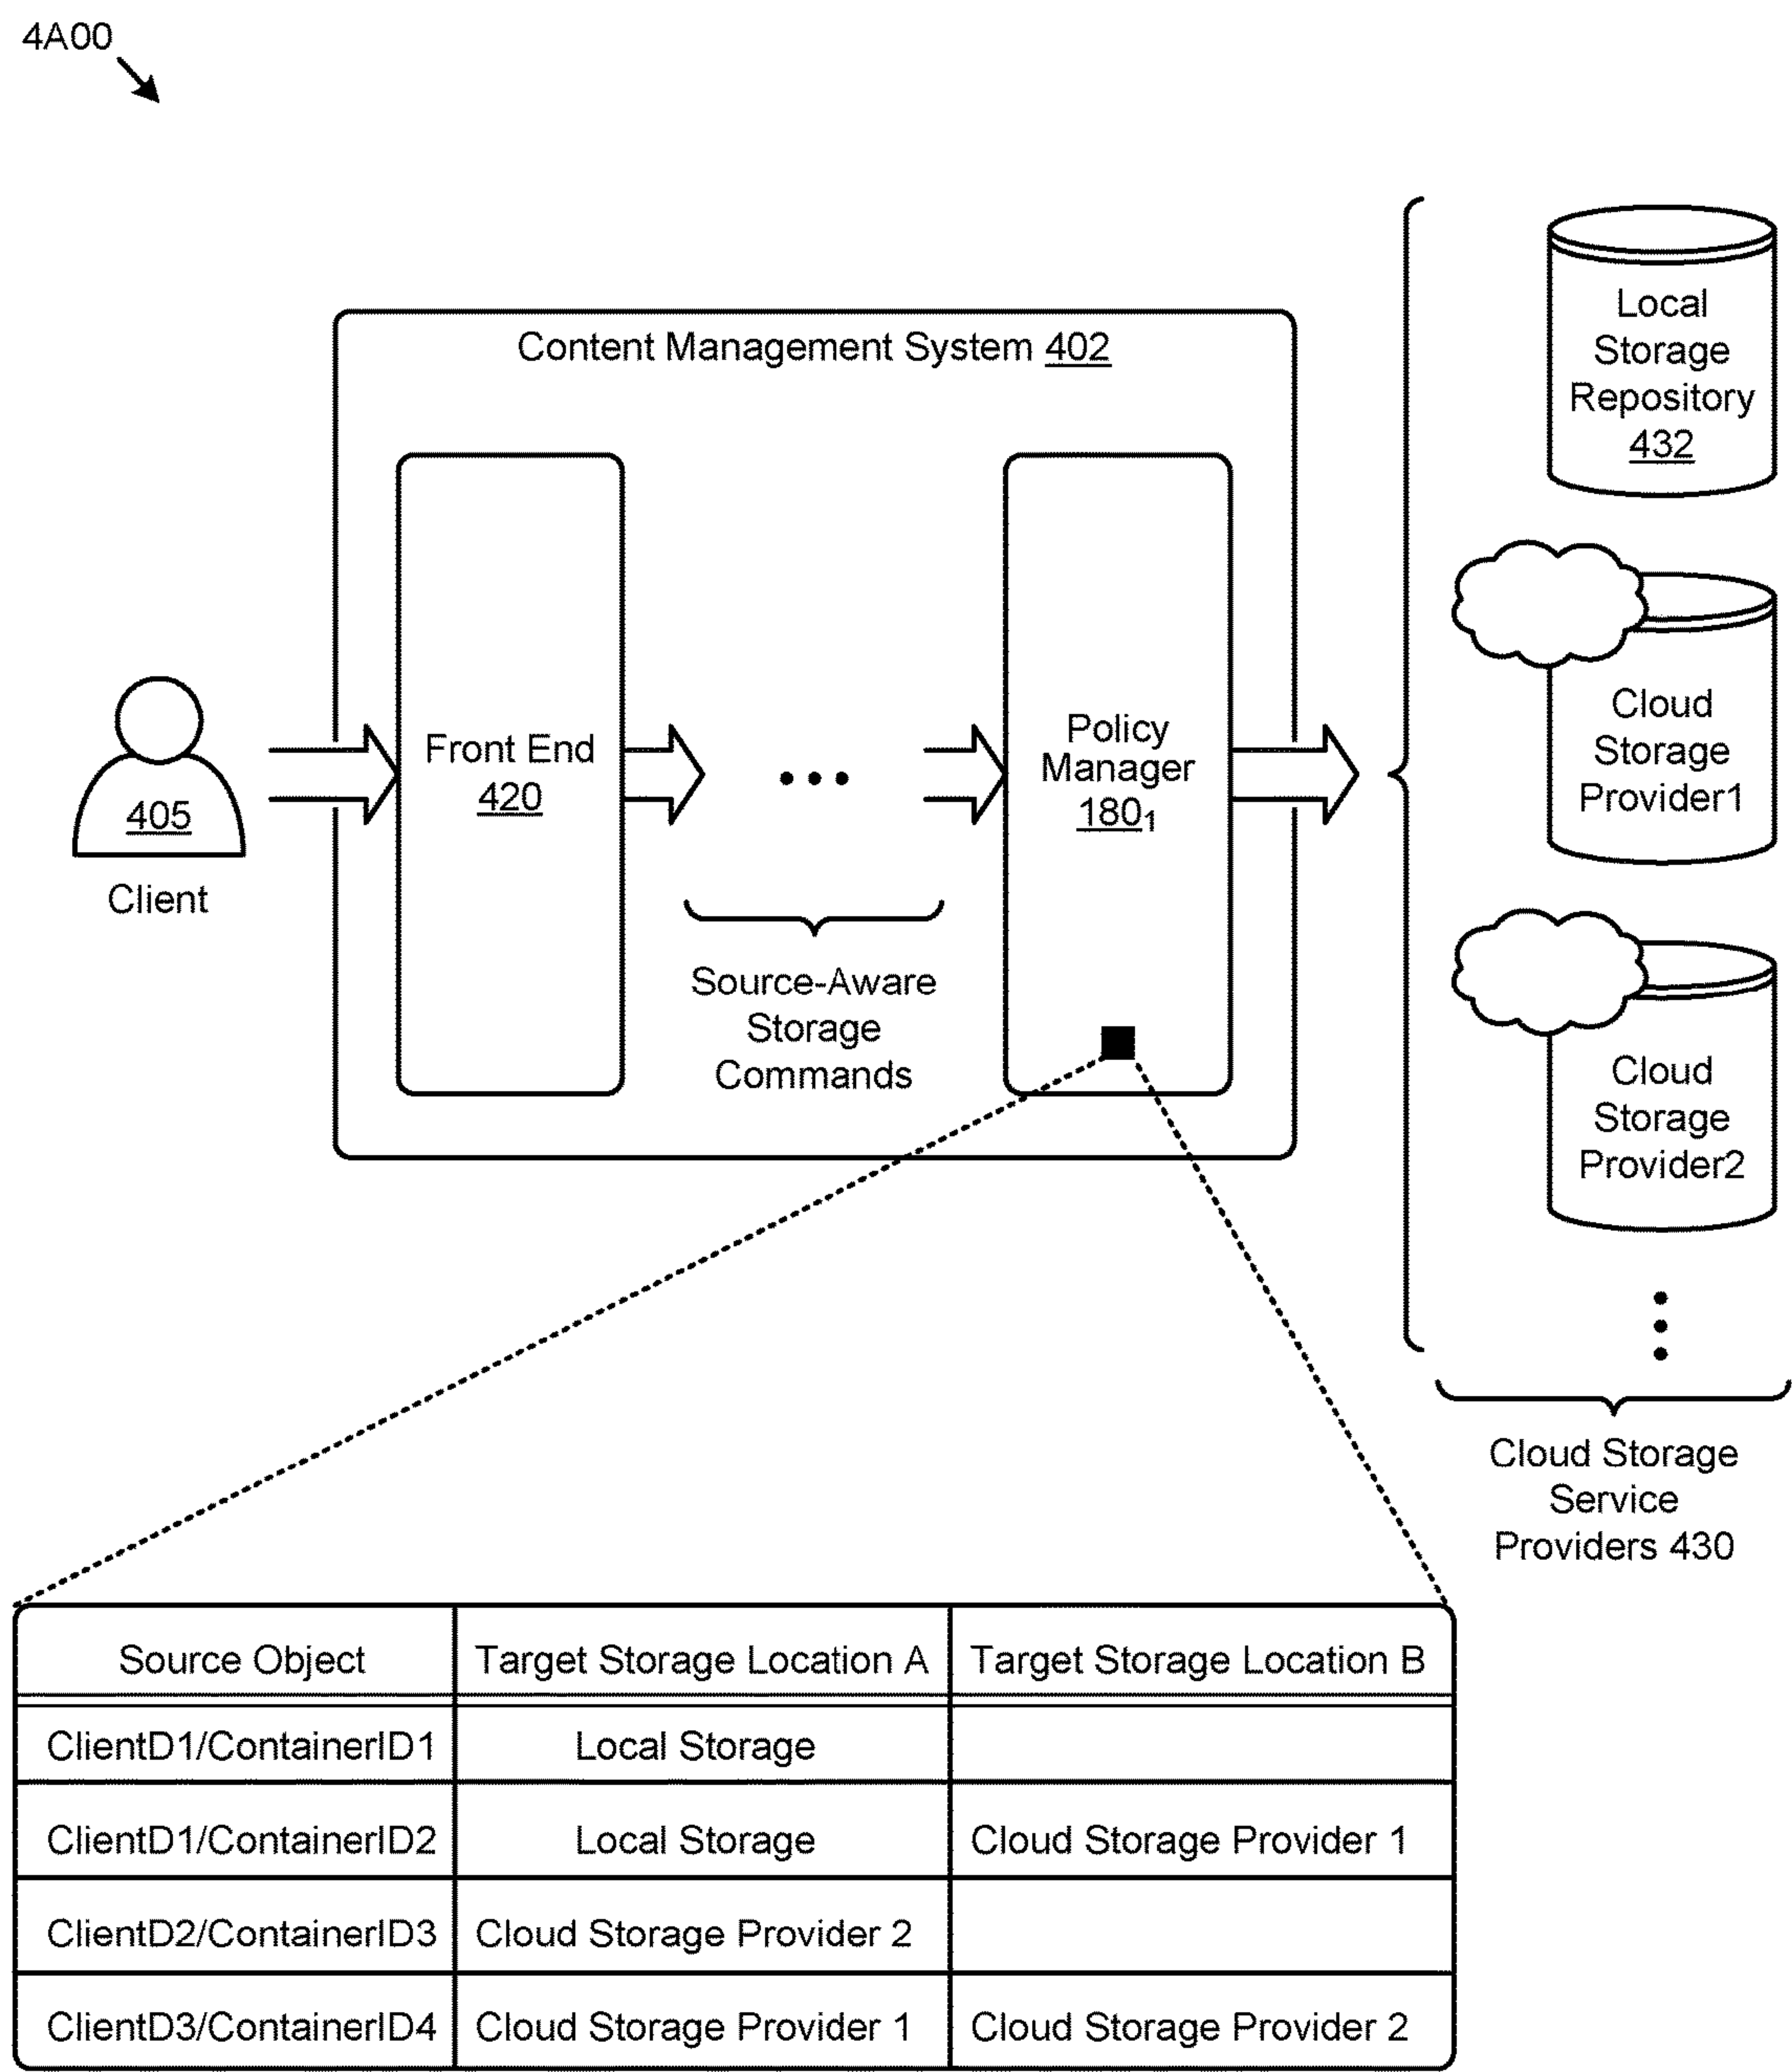 4A00
Content Management System 402
Front End
420
Policy
Manager
180₁
405
Client
Source-Aware
Storage
Commands
Local
Storage
Repository
432
Cloud
Storage
Provider1
Cloud
Storage
Provider2
Cloud Storage
Service
Providers 430
Source Object Target Storage Location A Target Storage Location B
ClientD1/ContainerID1 Local Storage
ClientD1/ContainerID2 Local Storage Cloud Storage Provider 1
ClientD2/ContainerID3 Cloud Storage Provider 2
ClientD3/ContainerID4 Cloud Storage Provider 1 Cloud Storage Provider 2